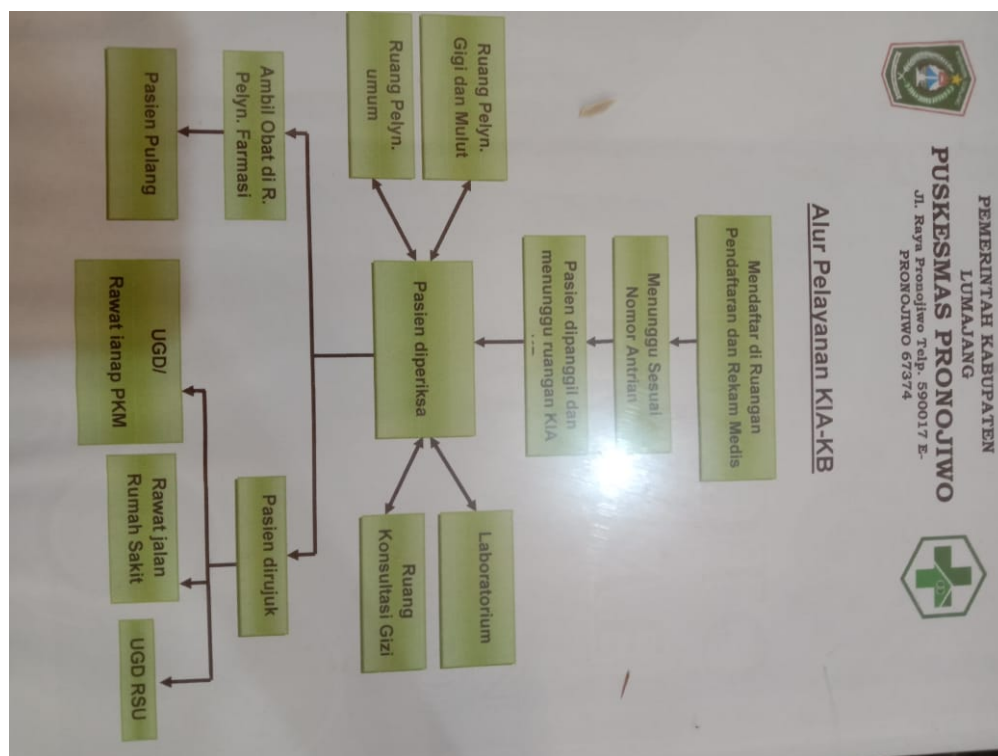 PEMERINTAH KABUPATEN
LUMAJANG
PUSKESMAS PRONOJIWO
Jl. Raya Pronojiwo Telp. 590017 E-
PRONOJIWO 67374
Alur Pelayanan KIA-KB
Mendaftar di Ruangan
Pendaftaran dan Rekam Medis
Menunggu Sesuai
Nomor Antrian
Pasien dipanggil dan
menunggu ruangan KIA
Ruang Pelyn.
Gigi dan Mulut
Laboratorium
Ruang Pelyn.
umum
Pasien diperiksa
Ruang
Konsultasi Gizi
Ambil Obat di R.
Pelyn. Farmasi
Pasien dirujuk
Pasien Pulang
UGD/
Rawat ianap PKM
Rawat jalan
Rumah Sakit
UGD RSU